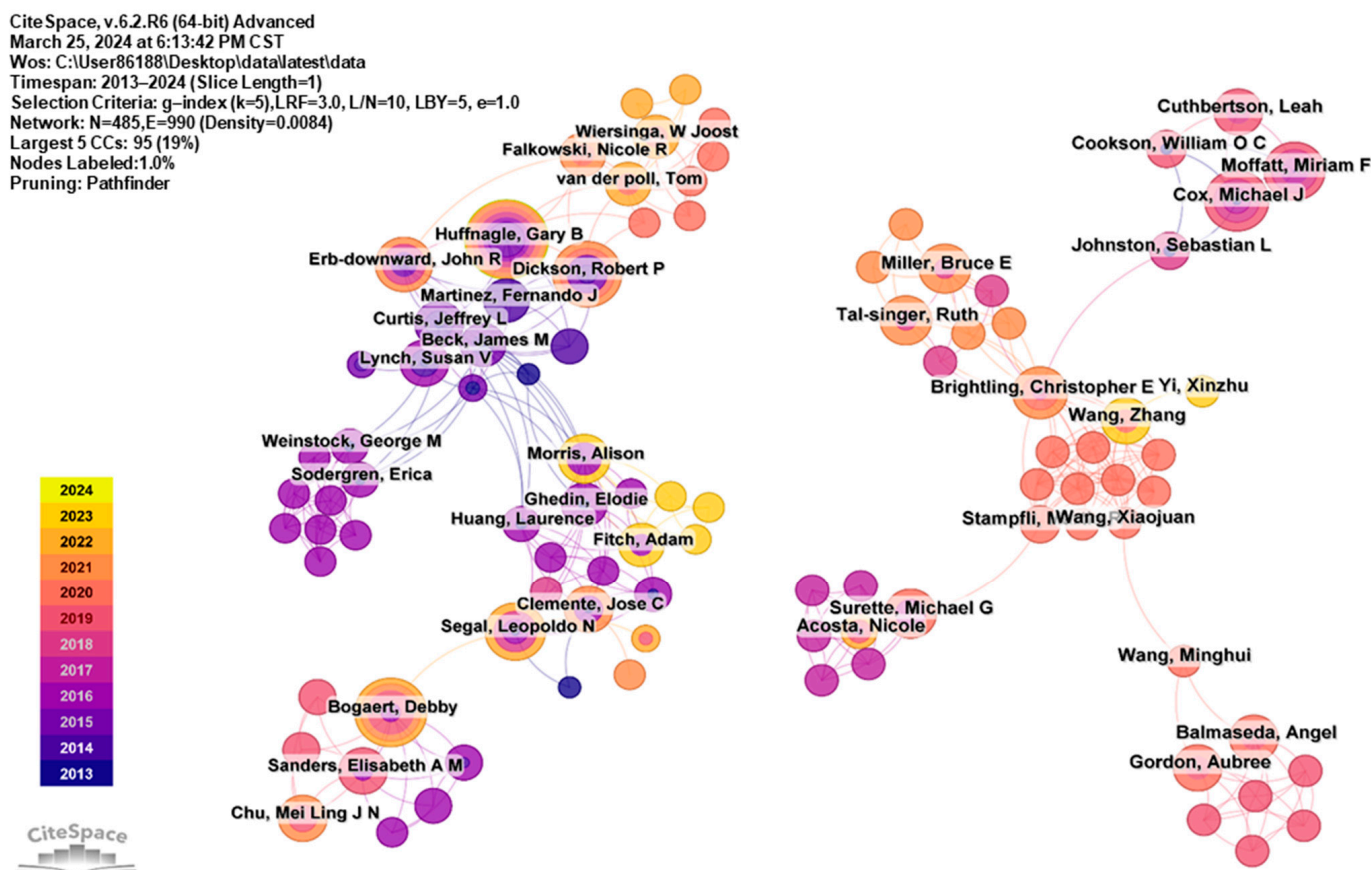 CiteSpace, v.6.2.R6 (64-bit) Advanced
March 25, 2024 at 6:13:42 PM CST
Wos: C:\User86188\Desktop\data\latest\data
Timespan: 2013–2024 (Slice Length=1)
Selection Criteria: g–index (k=5),LRF=3.0, L/N=10, LBY=5, e=1.0
Network: N=485,E=990 (Density=0.0084)
Largest 5 CCs: 95 (19%)
Nodes Labeled:1.0%
Pruning: Pathfinder
Wiersinga, W Joost
Falkowski, Nicole R
van der poll, Tom
Huffnagle, Gary B
Erb-downward, John R
Dickson, Robert P
Martinez, Fernando J
Curtis, Jeffrey L
Beck, James M
Lynch, Susan V
Weinstock, George M
Sodergren, Erica
Morris, Alison
Ghedin, Elodie
Huang, Laurence
Fitch, Adam
Clemente, Jose C
Segal, Leopoldo N
Bogaert, Debby
Sanders, Elisabeth A M
Chu, Mei Ling J N
Cuthbertson, Leah
Cookson, William O C
Moffatt, Miriam F
Cox, Michael J
Johnston, Sebastian L
Miller, Bruce E
Tal-singer, Ruth
Brightling, Christopher E
Yi, Xinzhu
Wang, Zhang
Stampfli,
Wang, Xiaojuan
Surette, Michael G
Acosta, Nicole
Wang, Minghui
Balmaseda, Angel
Gordon, Aubree
2024
2023
2022
2021
2020
2019
2018
2017
2016
2015
2014
2013
CiteSpace